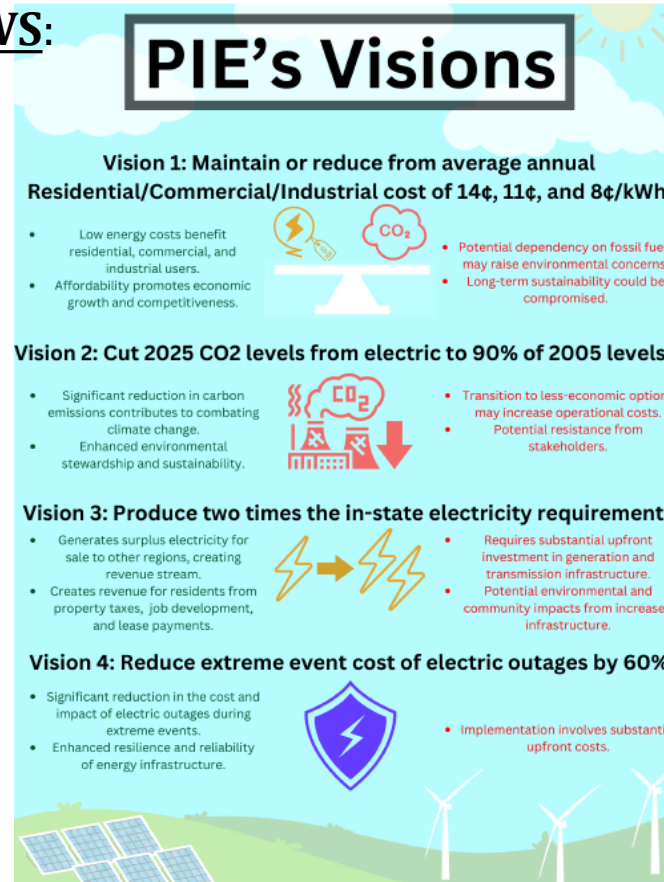 WS:
PIE's Visions
Vision 1: Maintain or reduce from average annual
Residential/Commercial/Industrial cost of 14¢, 11¢, and 8¢/kWh
• Low energy costs benefit
residential, commercial, and
industrial users.
• Affordability promotes economic
growth and competitiveness.
CO₂
• Potential dependency on fossil fue
may raise environmental concerns
• Long-term sustainability could be
compromised.
Vision 2: Cut 2025 CO2 levels from electric to 90% of 2005 levels
• Significant reduction in carbon
emissions contributes to combating
climate change.
• Enhanced environmental
stewardship and sustainability.
CO₂
• Transition to less-economic option
may increase operational costs.
• Potential resistance from
stakeholders.
Vision 3: Produce two times the in-state electricity requirement
• Generates surplus electricity for
sale to other regions, creating
revenue stream.
• Creates revenue for residents from
property taxes, job development,
and lease payments.
• Requires substantial upfront
investment in generation and
transmission infrastructure.
• Potential environmental and
community impacts from increase
infrastructure.
Vision 4: Reduce extreme event cost of electric outages by 60%
• Significant reduction in the cost and
impact of electric outages during
extreme events.
• Enhanced resilience and reliability
of energy infrastructure.
• Implementation involves substanti
upfront costs.